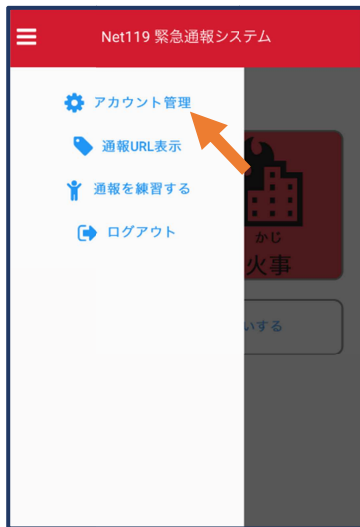 Net119 緊急通報システム
アカウント管理
通報URL表示
通報を練習する
ログアウト
かじ
火事
いする